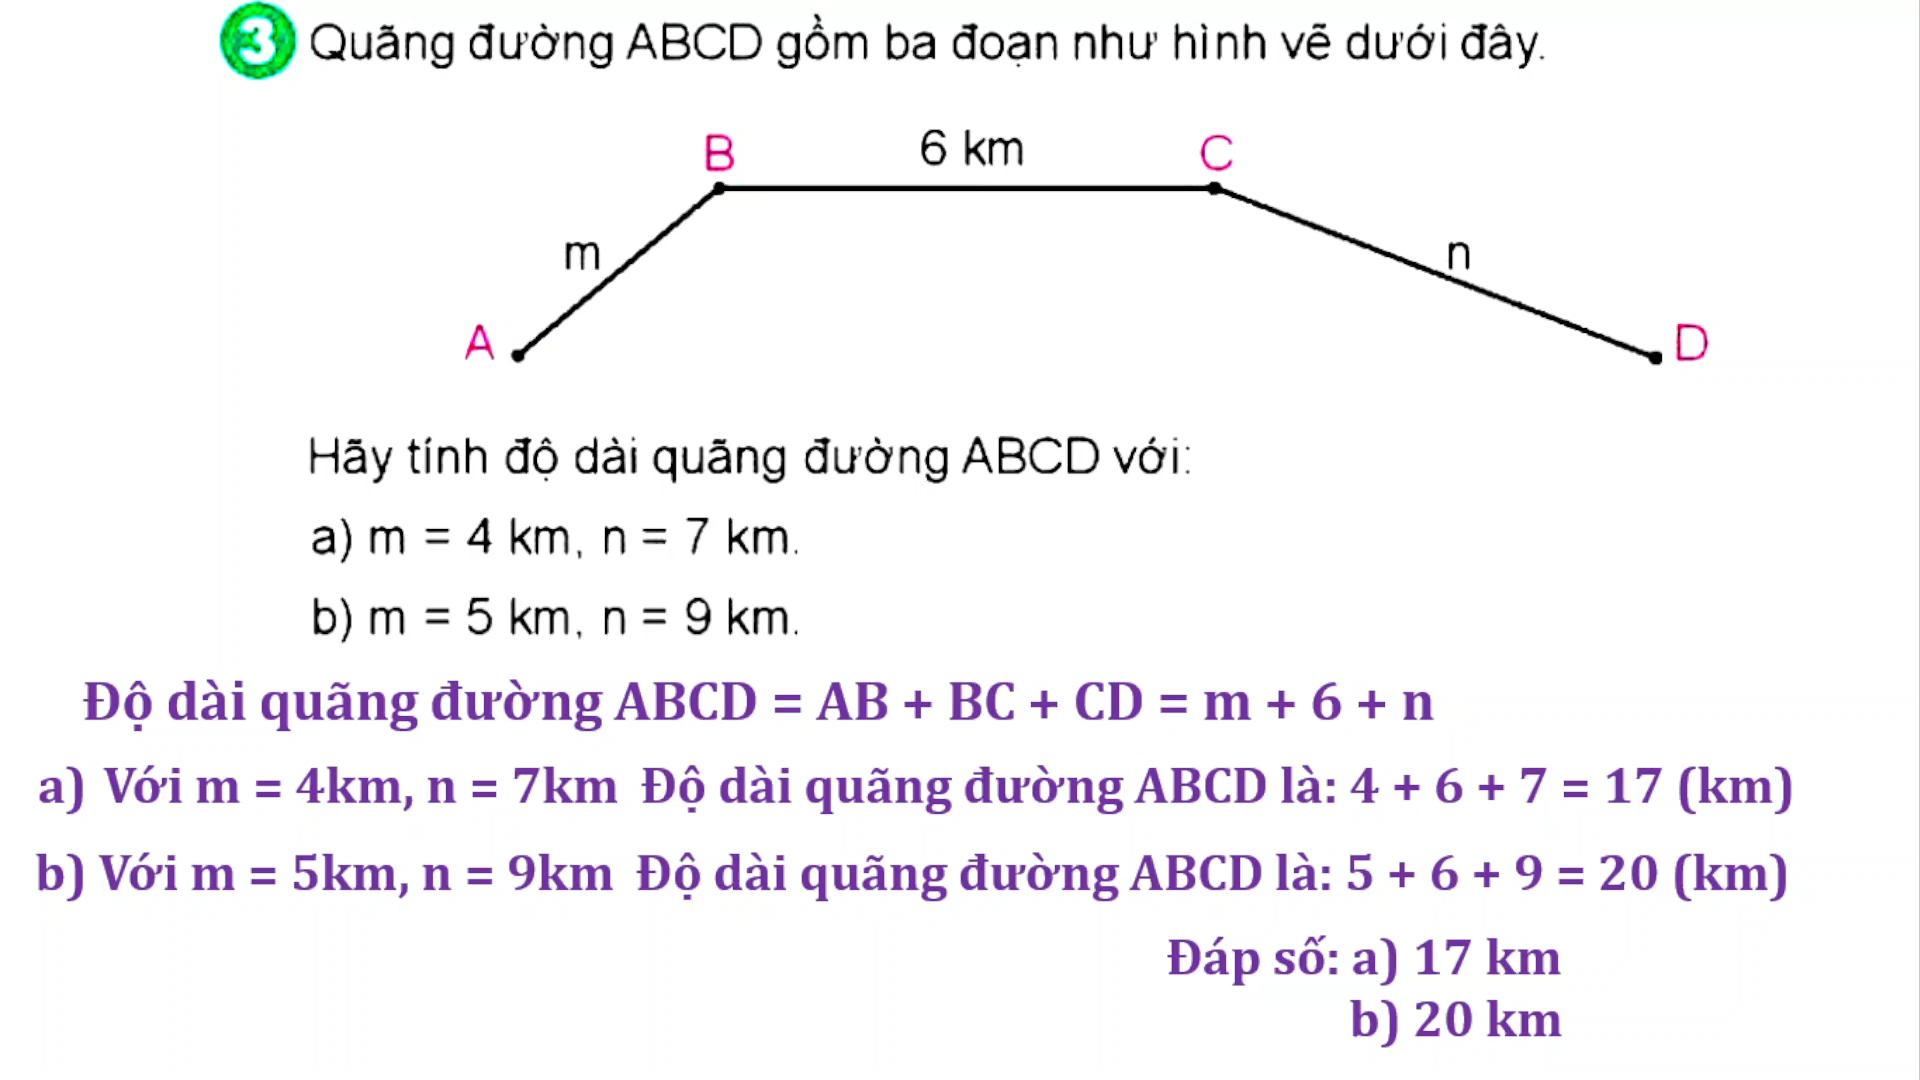 3 Quãng đường ABCD gồm ba đoạn như hình vẽ dưới đây.
B 6 km C
m n
A D
Hãy tính độ dài quãng đường ABCD với:
a) m = 4 km, n = 7 km.
b) m = 5 km, n = 9 km.
Độ dài quãng đường ABCD = AB + BC + CD = m + 6 + n
a) Với m = 4km, n = 7km Độ dài quãng đường ABCD là: 4 + 6 + 7 = 17 (km)
b) Với m = 5km, n = 9km Độ dài quãng đường ABCD là: 5 + 6 + 9 = 20 (km)
Đáp số: a) 17 km
b) 20 km